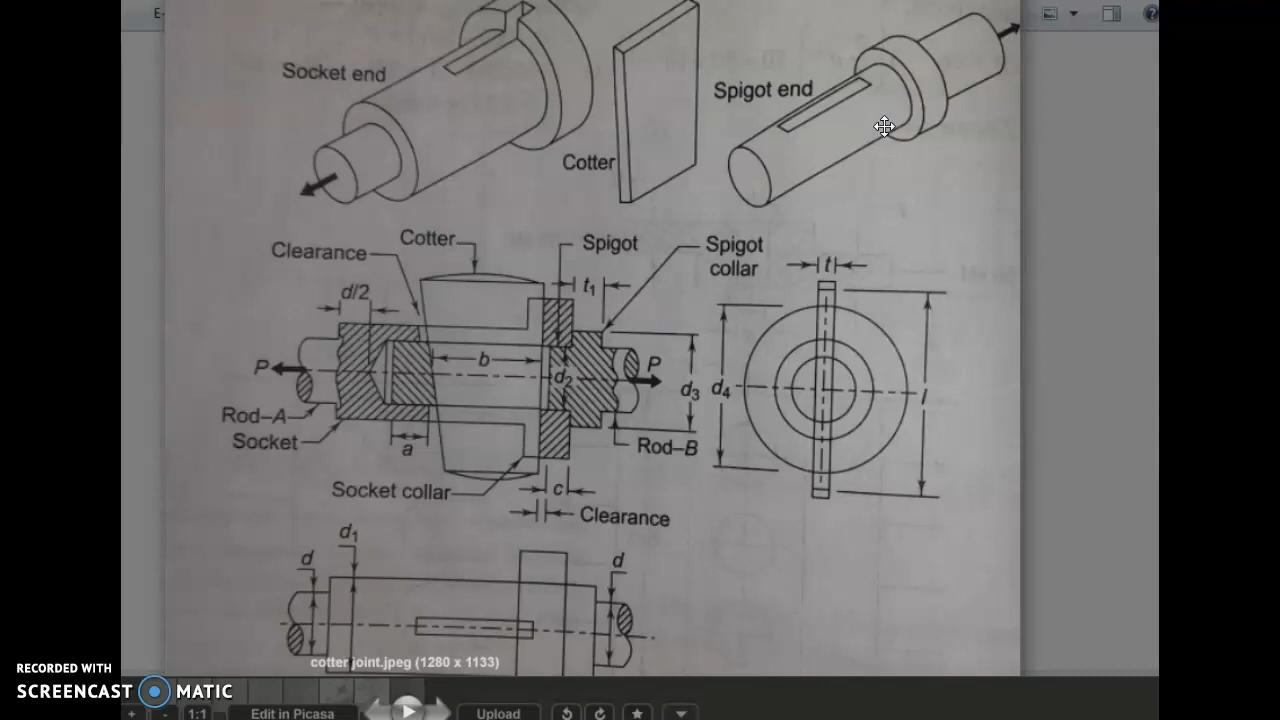 E-
Socket end
Spigot end
Cotter
Cotter
Spigot
Spigot
collar
Clearance
t
t1
d/2
b
P
P
d2
d3
d4
l
Rod-A
Socket
a
Rod-B
Socket collar
c
Clearance
d1
d
d
cotter joint.jpeg (1280 x 1133)
RECORDED WITH
SCREENCAST MATIC
+ - 1:1 Edit in Picasa Upload